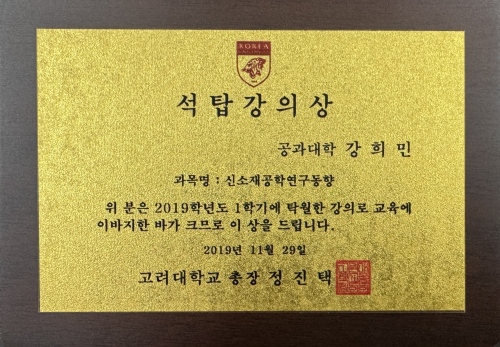 KOREA
석탑강의상
공과대학 강희민
과목명 : 신소재공학연구동향
위 분은 2019학년도 1학기에 탁월한 강의로 교육에
이바지한 바가 크므로 이 상을 드립니다.
2019년 11월 29일
고려대학교 총장 정진택